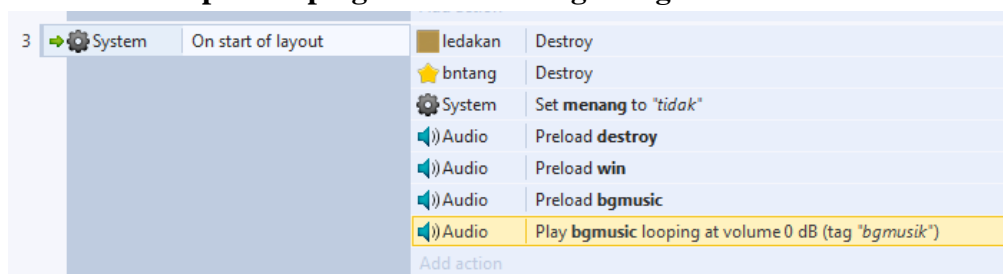 3 System On start of layout ledakan Destroy
bntang Destroy
System Set menang to "tidak"
Audio Preload destroy
Audio Preload win
Audio Preload bgmusic
Audio Play bgmusic looping at volume 0 dB (tag "bgmusik")
Add action